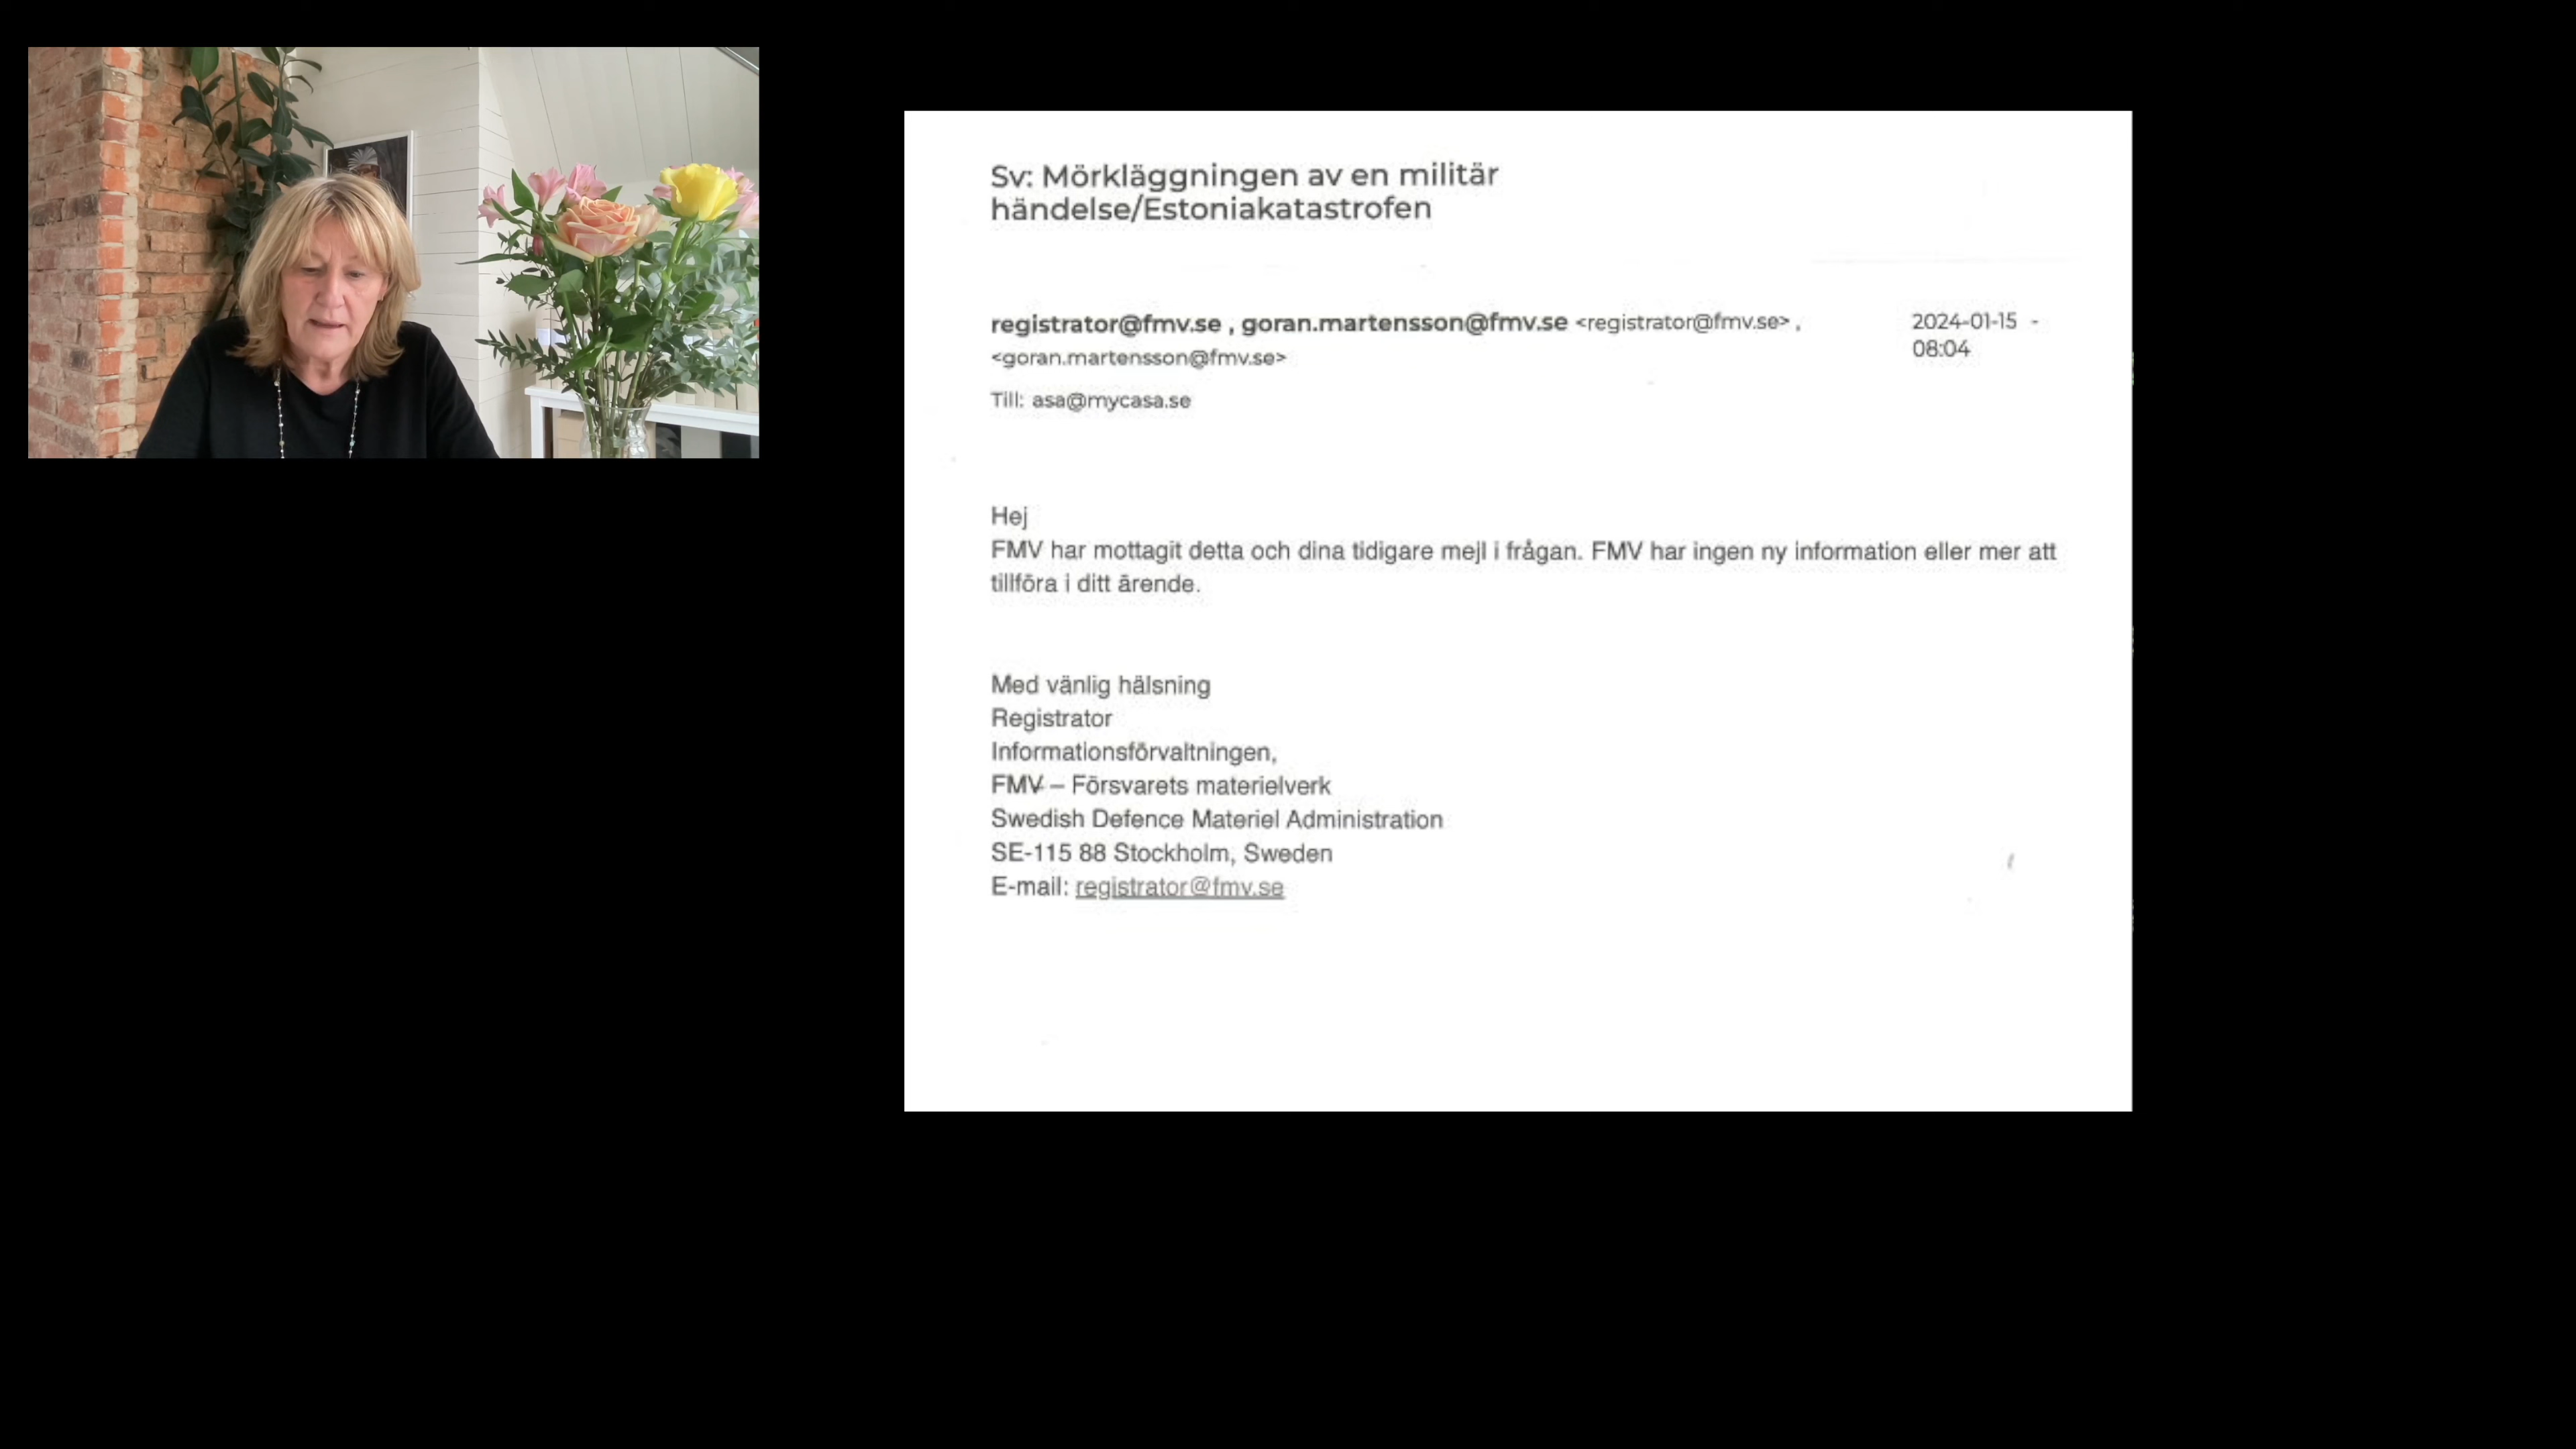 Sv: Mörkläggningen av en militär
händelse/Estoniakatastrofen
registrator@fmv.se , goran.martensson@fmv.se <registrator@fmv.se> ,
<goran.martensson@fmv.se>
2024-01-15 -
08:04
Till: asa@mycasa.se
Hej
FMV har mottagit detta och dina tidigare mejl i frågan. FMV har ingen ny information eller mer att
tillföra i ditt ärende.
Med vänlig hälsning
Registrator
Informationsförvaltningen,
FMV – Försvarets materielverk
Swedish Defence Materiel Administration
SE-115 88 Stockholm, Sweden
E-mail: registrator@fmv.se